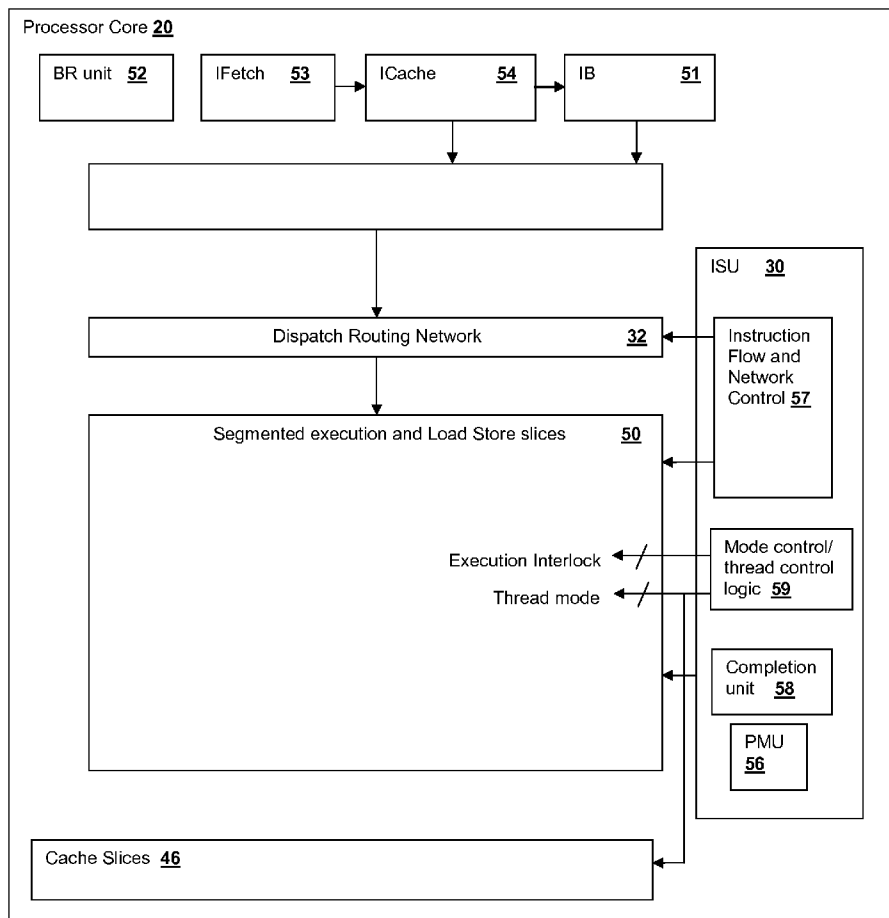 Processor Core 20
BR unit 52
IFetch 53
ICache 54
IB 51
ISU 30
Dispatch Routing Network 32
Instruction
Flow and
Network
Control 57
Segmented execution and Load Store slices 50
Execution Interlock
Thread mode
Mode control/
thread control
logic 59
Completion
unit 58
PMU
56
Cache Slices 46